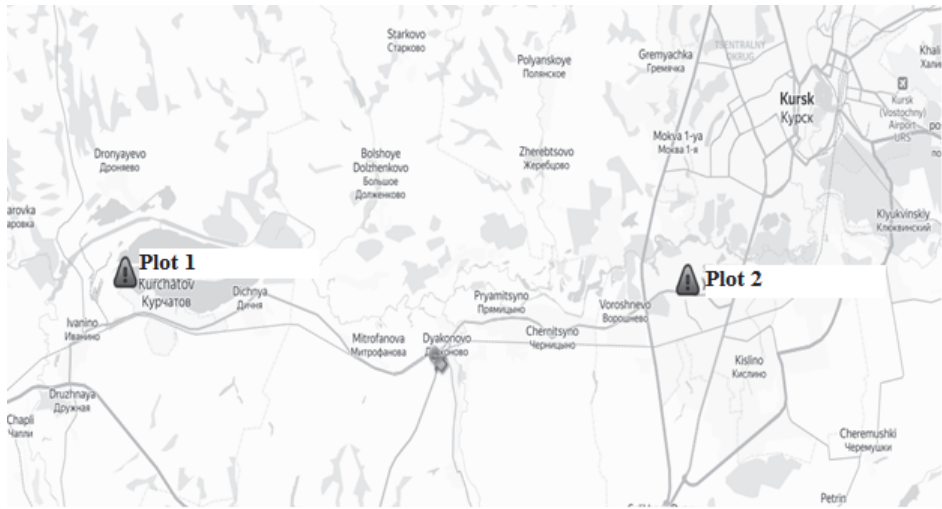 Starkovo
Старково
Polyanskoye
Полянское
Gremyachka
Гремячка
TSENTRALNY
OKRUG
Kursk
Курск
Kursk
(Vostochny)
Airport
URS
Mokva 1-ya
Моква 1-я
Dronyayevo
Дроняево
Bolshoye
Dolzhenkovo
Большое
Долженково
Zherebtsovo
Жеребцово
Klyukvinskiy
Клюквинский
Plot 1
Kurchatov
Курчатов
Dichnya
Дичня
Plot 2
Pryamitsyno
Прямицыно
Voroshnevo
Ворошнево
Ivanino
Иванино
Mitrofanova
Митрофанова
Dyakonovo
Chernitsyno
Черницыно
Kislino
Кислино
Druzhnaya
Дружная
Chapli
Чапли
Cheremushki
Черемушки
Petrin